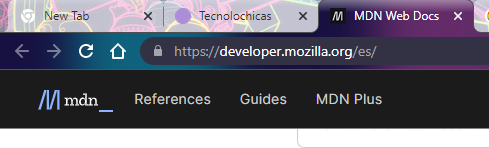 New Tab Tecnolochicas MDN Web Docs
https://developer.mozilla.org/es/
mdn_ References Guides MDN Plus